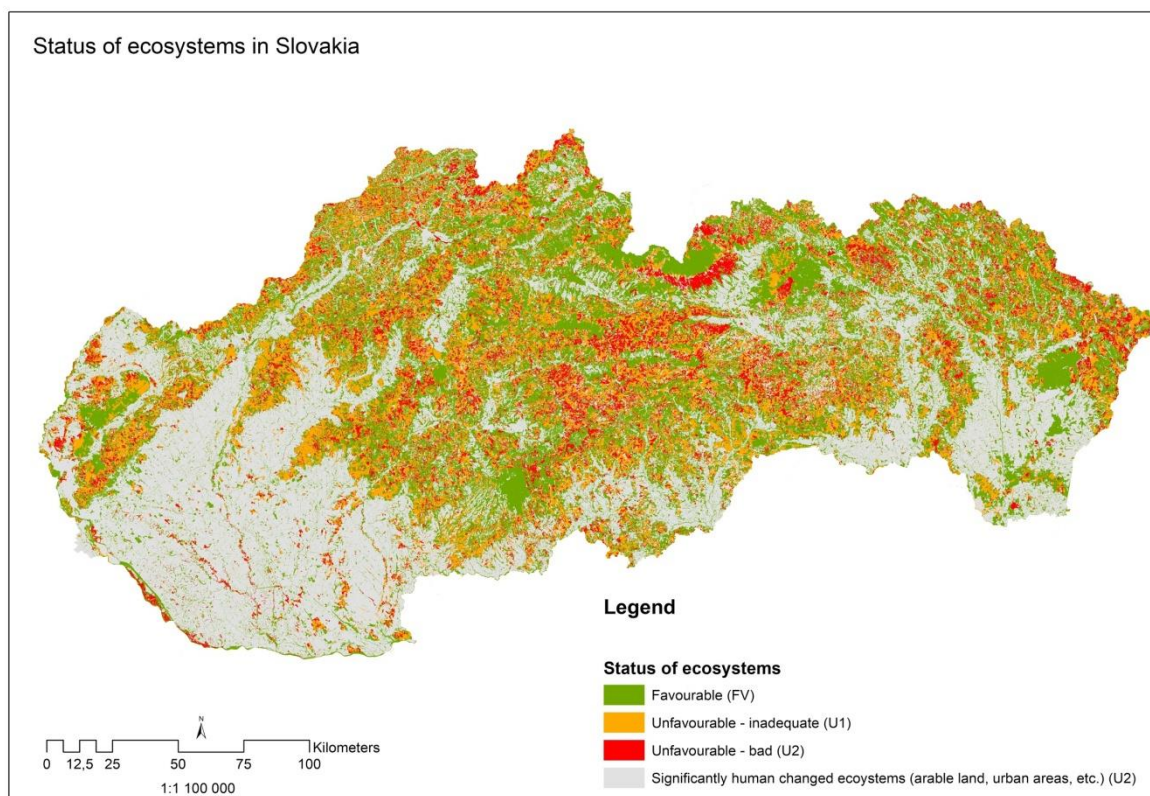 Status of ecosystems in Slovakia
Legend
Status of ecosystems
Favourable (FV)
Unfavourable - inadequate (U1)
Unfavourable - bad (U2)
Significantly human changed ecosystems (arable land, urban areas, etc.) (U2)
N
Kilometers
0 12,5 25 50 75 100
1:1 100 000